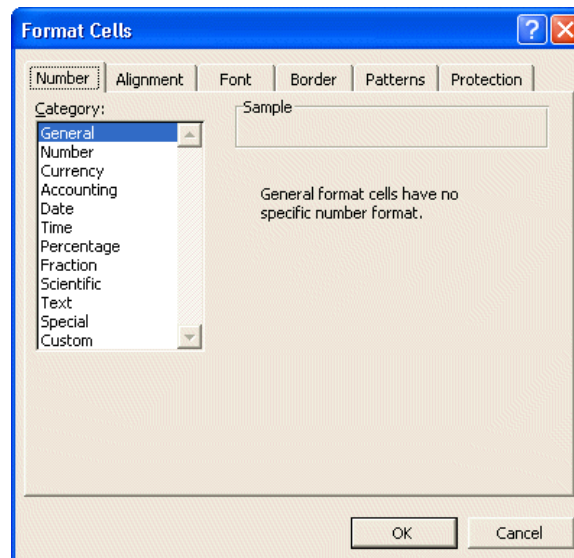 Format Cells
Number Alignment Font Border Patterns Protection
Category:
General
Number
Currency
Accounting
Date
Time
Percentage
Fraction
Scientific
Text
Special
Custom
Sample
General format cells have no
specific number format.
OK Cancel